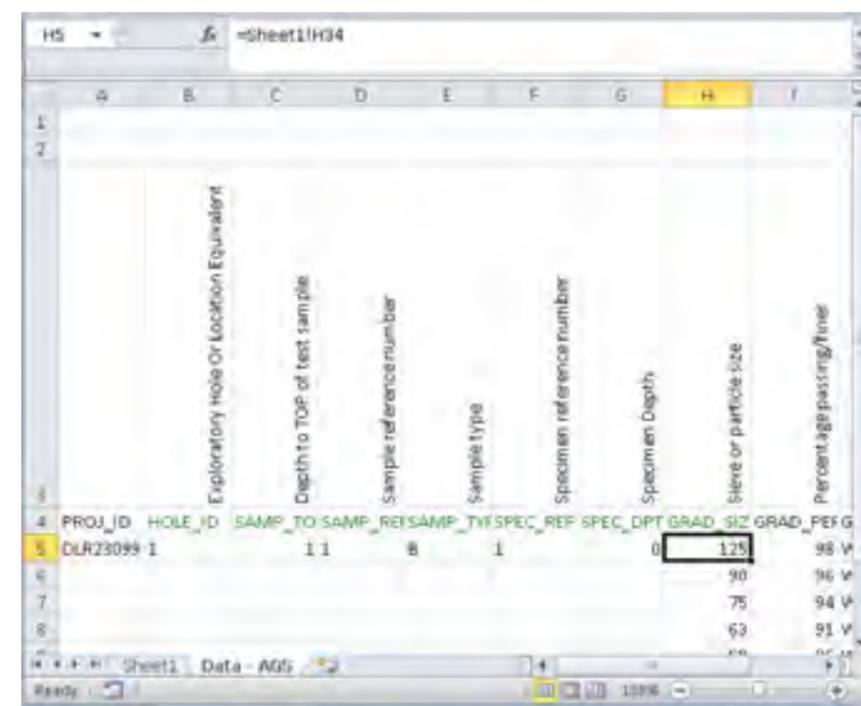 H5 fx =Sheet1!H34
A B C D E F G H I
1
2
3 Exploratory Hole Or Location Equivalent Depth to TOP of test sample Sample reference number Sample type Specimen reference number Specimen Depth Sieve or particle size Percentage passing/finer
4 PROJ_ID HOLE_ID SAMP_TO SAMP_REF SAMP_TYP SPEC_REF SPEC_DPT GRAD_SIZ GRAD_PER G
5 DLR23099 1 1 1 B 1 0 125 98 W
6 90 96 W
7 75 94 W
8 63 91 W
Sheet1 Data - AGS
Ready 100%